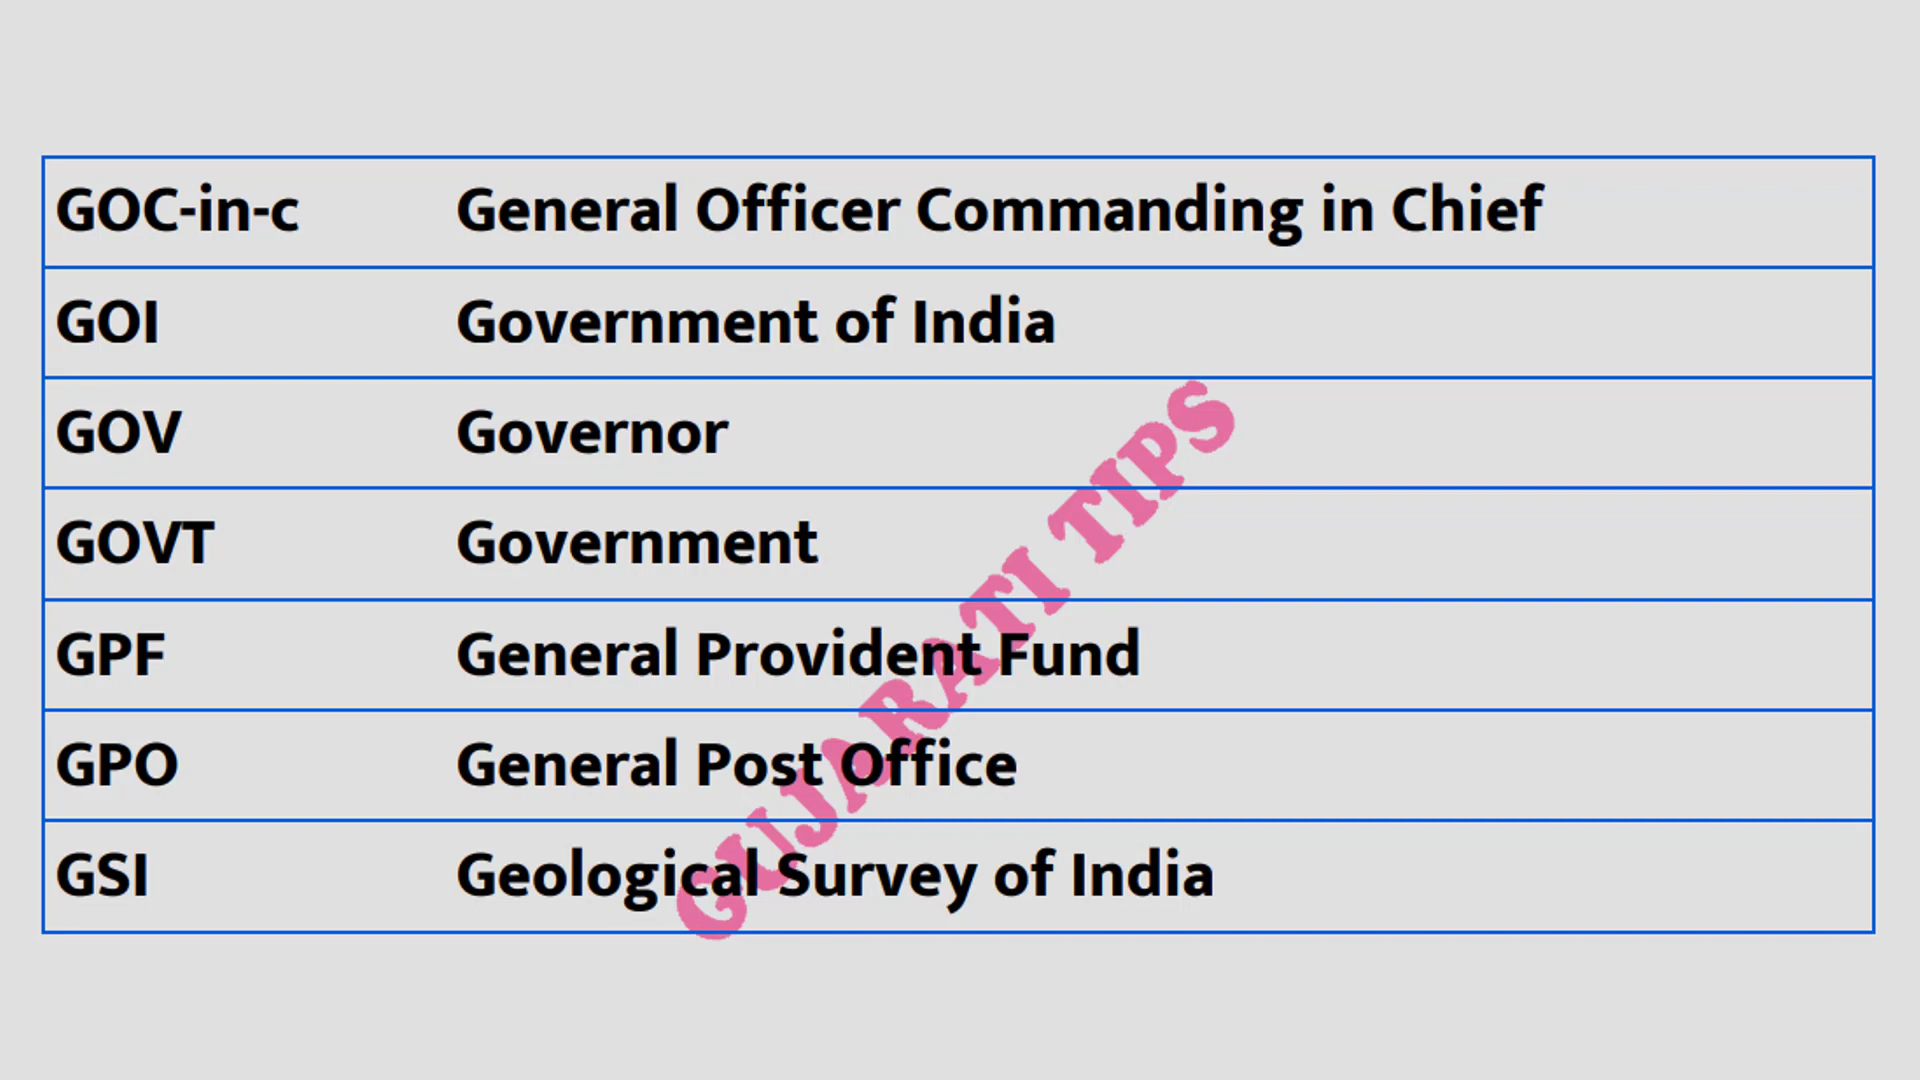 GOC-in-c General Officer Commanding in Chief
GOI Government of India
GOV Governor
GOVT Government
GPF General Provident Fund
GPO General Post Office
GSI Geological Survey of India
GUJARATI TIPS